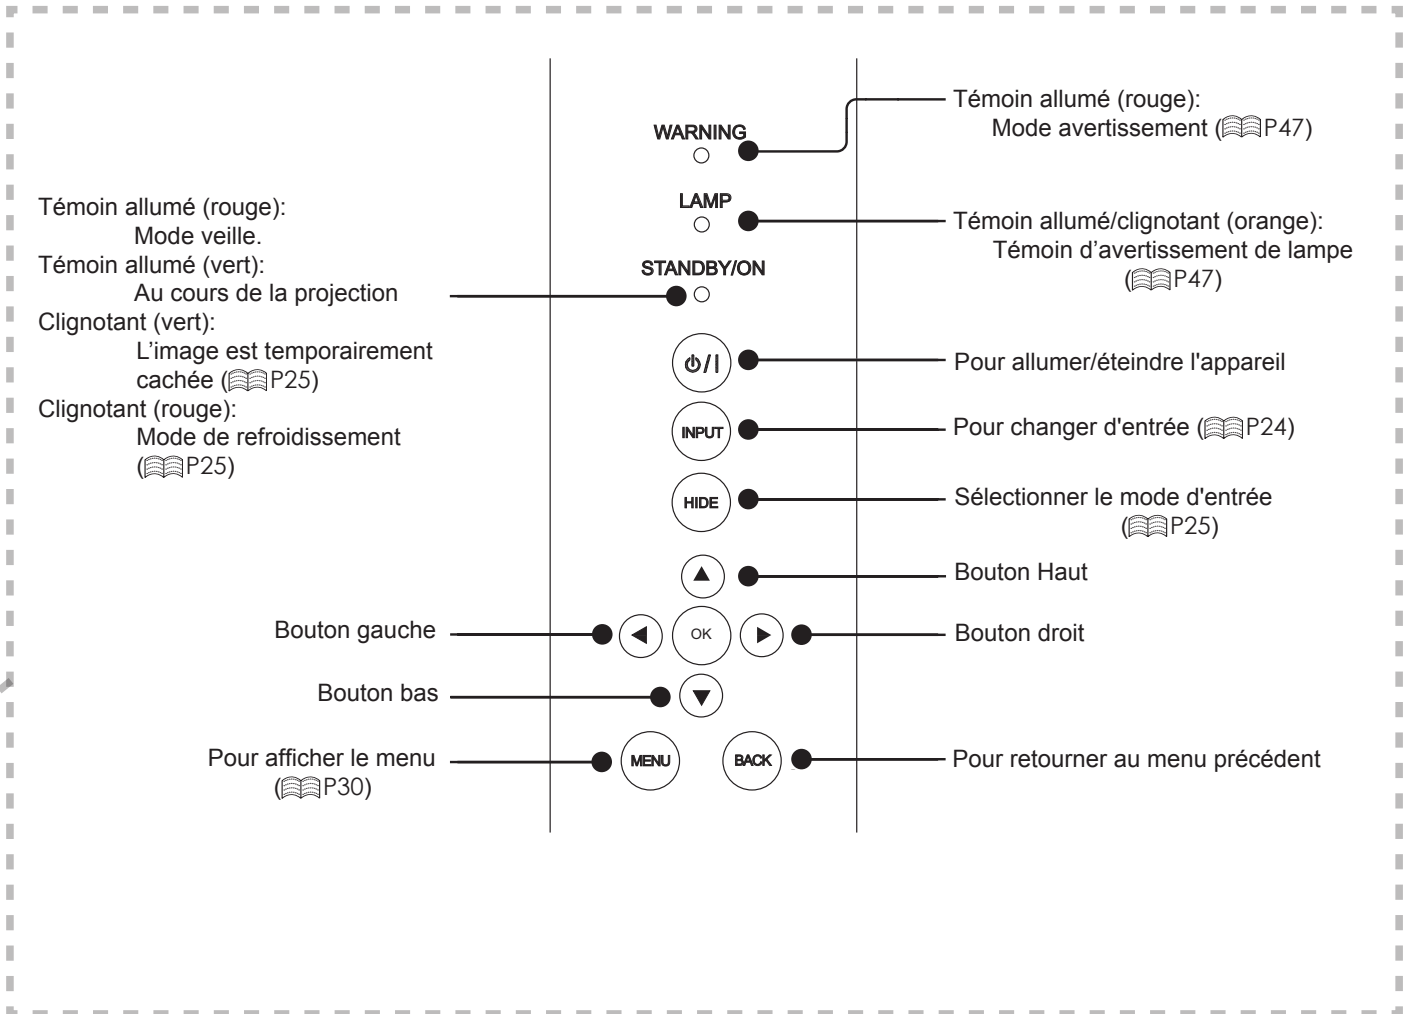 WARNING
LAMP
STANDBY/ON
Témoin allumé (rouge):
Mode veille.
Témoin allumé (vert):
Au cours de la projection
Clignotant (vert):
L’image est temporairement
cachée (P25)
Clignotant (rouge):
Mode de refroidissement
(P25)
Bouton gauche
Bouton bas
Pour afficher le menu
(P30)
⏻/|
INPUT
HIDE
▲
◀
OK
▶
▼
MENU
BACK
Témoin allumé (rouge):
Mode avertissement (P47)
Témoin allumé/clignotant (orange):
Témoin d’avertissement de lampe
(P47)
Pour allumer/éteindre l'appareil
Pour changer d'entrée (P24)
Sélectionner le mode d'entrée
(P25)
Bouton Haut
Bouton droit
Pour retourner au menu précédent